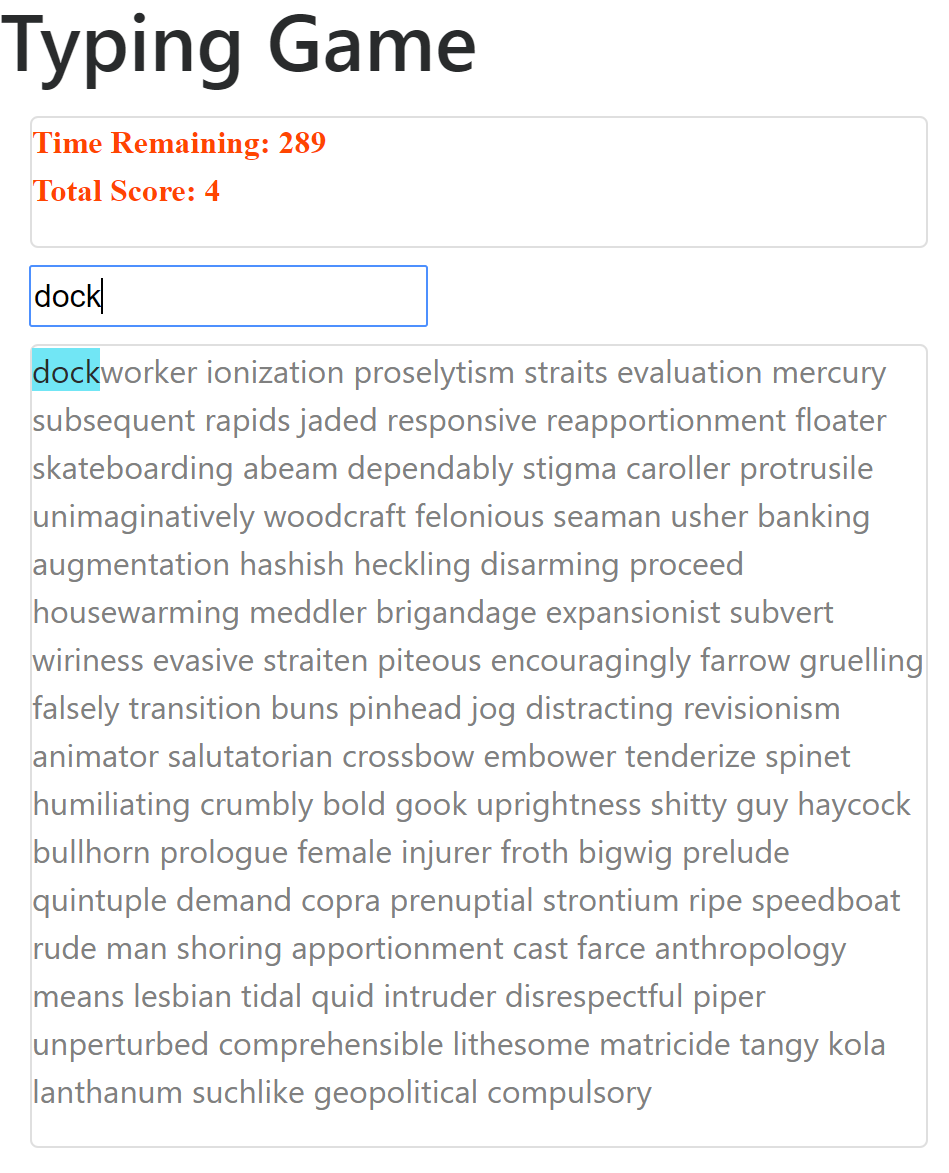 Typing Game
Time Remaining: 289
Total Score: 4
dock
dockworker ionization proselytism straits evaluation mercury
subsequent rapids jaded responsive reapportionment floater
skateboarding abeam dependably stigma caroller protrusile
unimaginatively woodcraft felonious seaman usher banking
augmentation hashish heckling disarming proceed
housewarming meddler brigandage expansionist subvert
wiriness evasive straiten piteous encouragingly farrow gruelling
falsely transition buns pinhead jog distracting revisionism
animator salutatorian crossbow embower tenderize spinet
humiliating crumbly bold gook uprightness shitty guy haycock
bullhorn prologue female injurer froth bigwig prelude
quintuple demand copra prenuptial strontium ripe speedboat
rude man shoring apportionment cast farce anthropology
means lesbian tidal quid intruder disrespectful piper
unperturbed comprehensible lithesome matricide tangy kola
lanthanum suchlike geopolitical compulsory